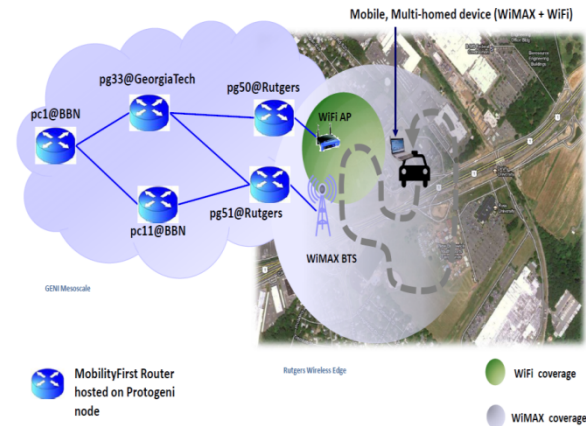 Mobile, Multi-homed device (WiMAX + WiFi)
pg33@GeorgiaTech
pg50@Rutgers
WiFi AP
pc1@BBN
pg51@Rutgers
pc11@BBN
WiMAX BTS
GENI Mesoscale
MobilityFirst Router
hosted on Protogeni
node
Rutgers Wireless Edge
WiFi coverage
WiMAX coverage